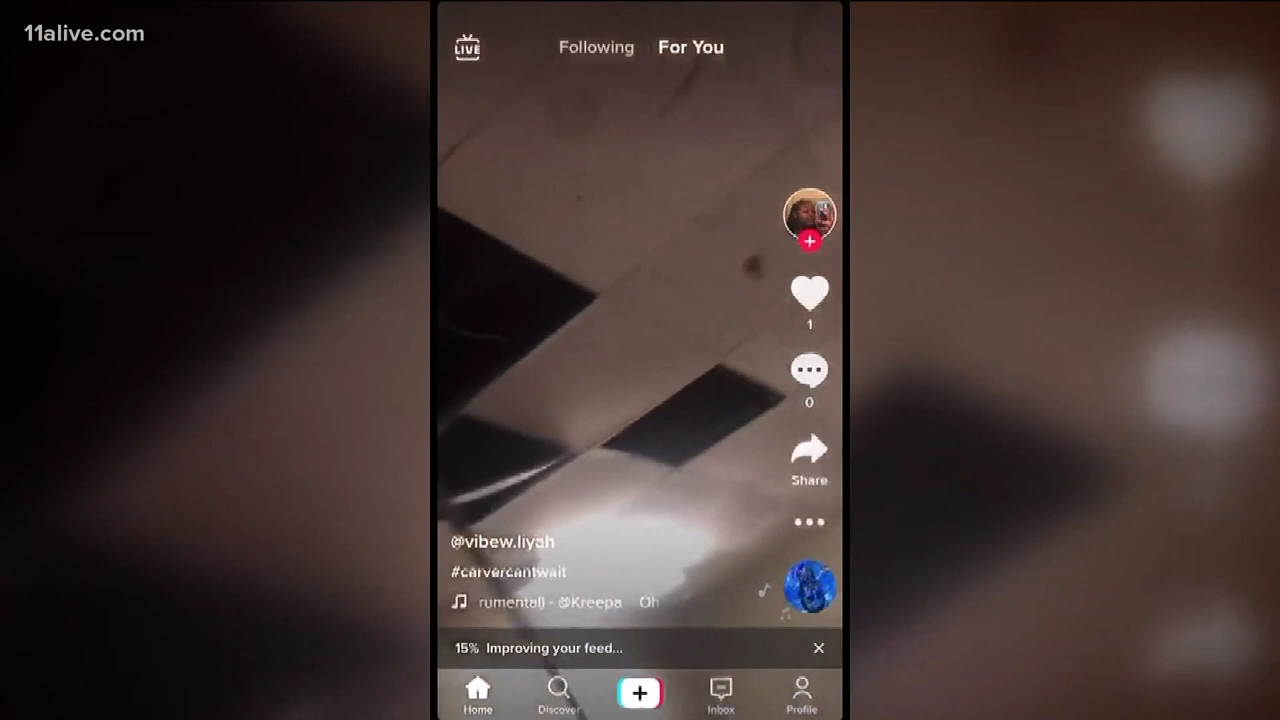 11alive.com
LIVE
Following For You
1
0
Share
@vibew.liyah
#carvercantwait
rumental) - @Kreepa Oh
15% Improving your feed...
Home Discover Inbox Profile